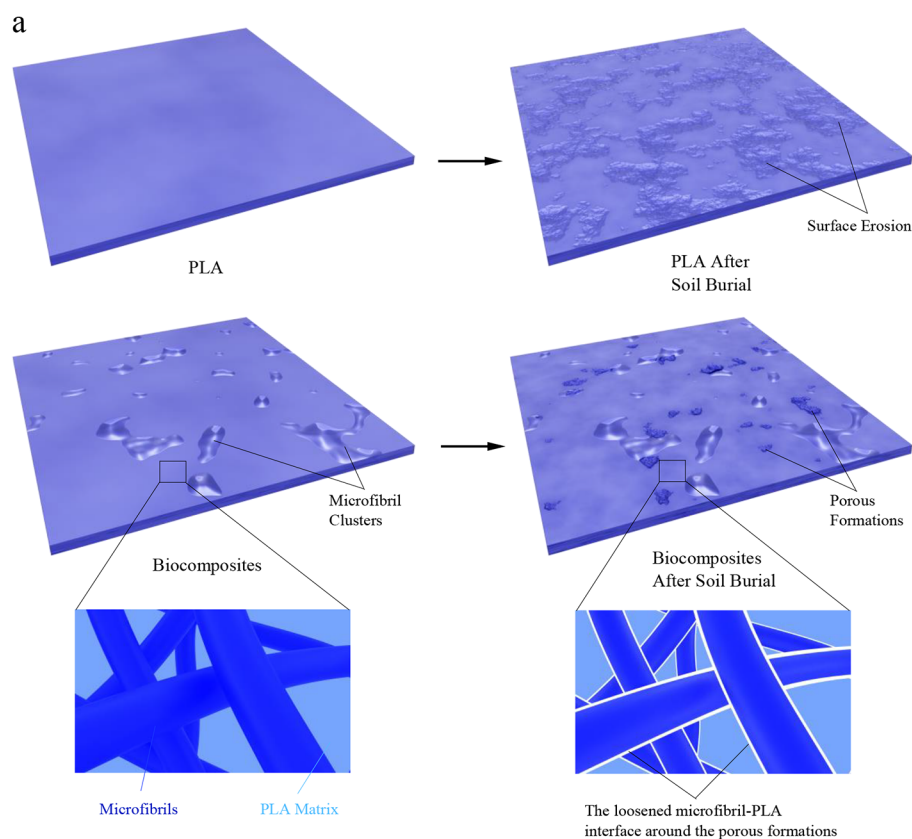 a
PLA
PLA After
Soil Burial
Surface Erosion
Microfibril
Clusters
Biocomposites
Porous
Formations
Biocomposites
After Soil Burial
Microfibrils
PLA Matrix
The loosened microfibril-PLA
interface around the porous formations